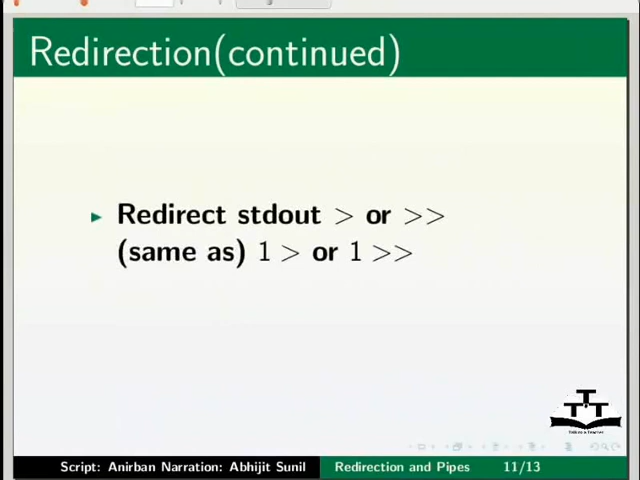 Redirection(continued)
Redirect stdout > or >>
(same as) 1 > or 1 >>
TTT
Script: Anirban Narration: Abhijit Sunil Redirection and Pipes 11/13